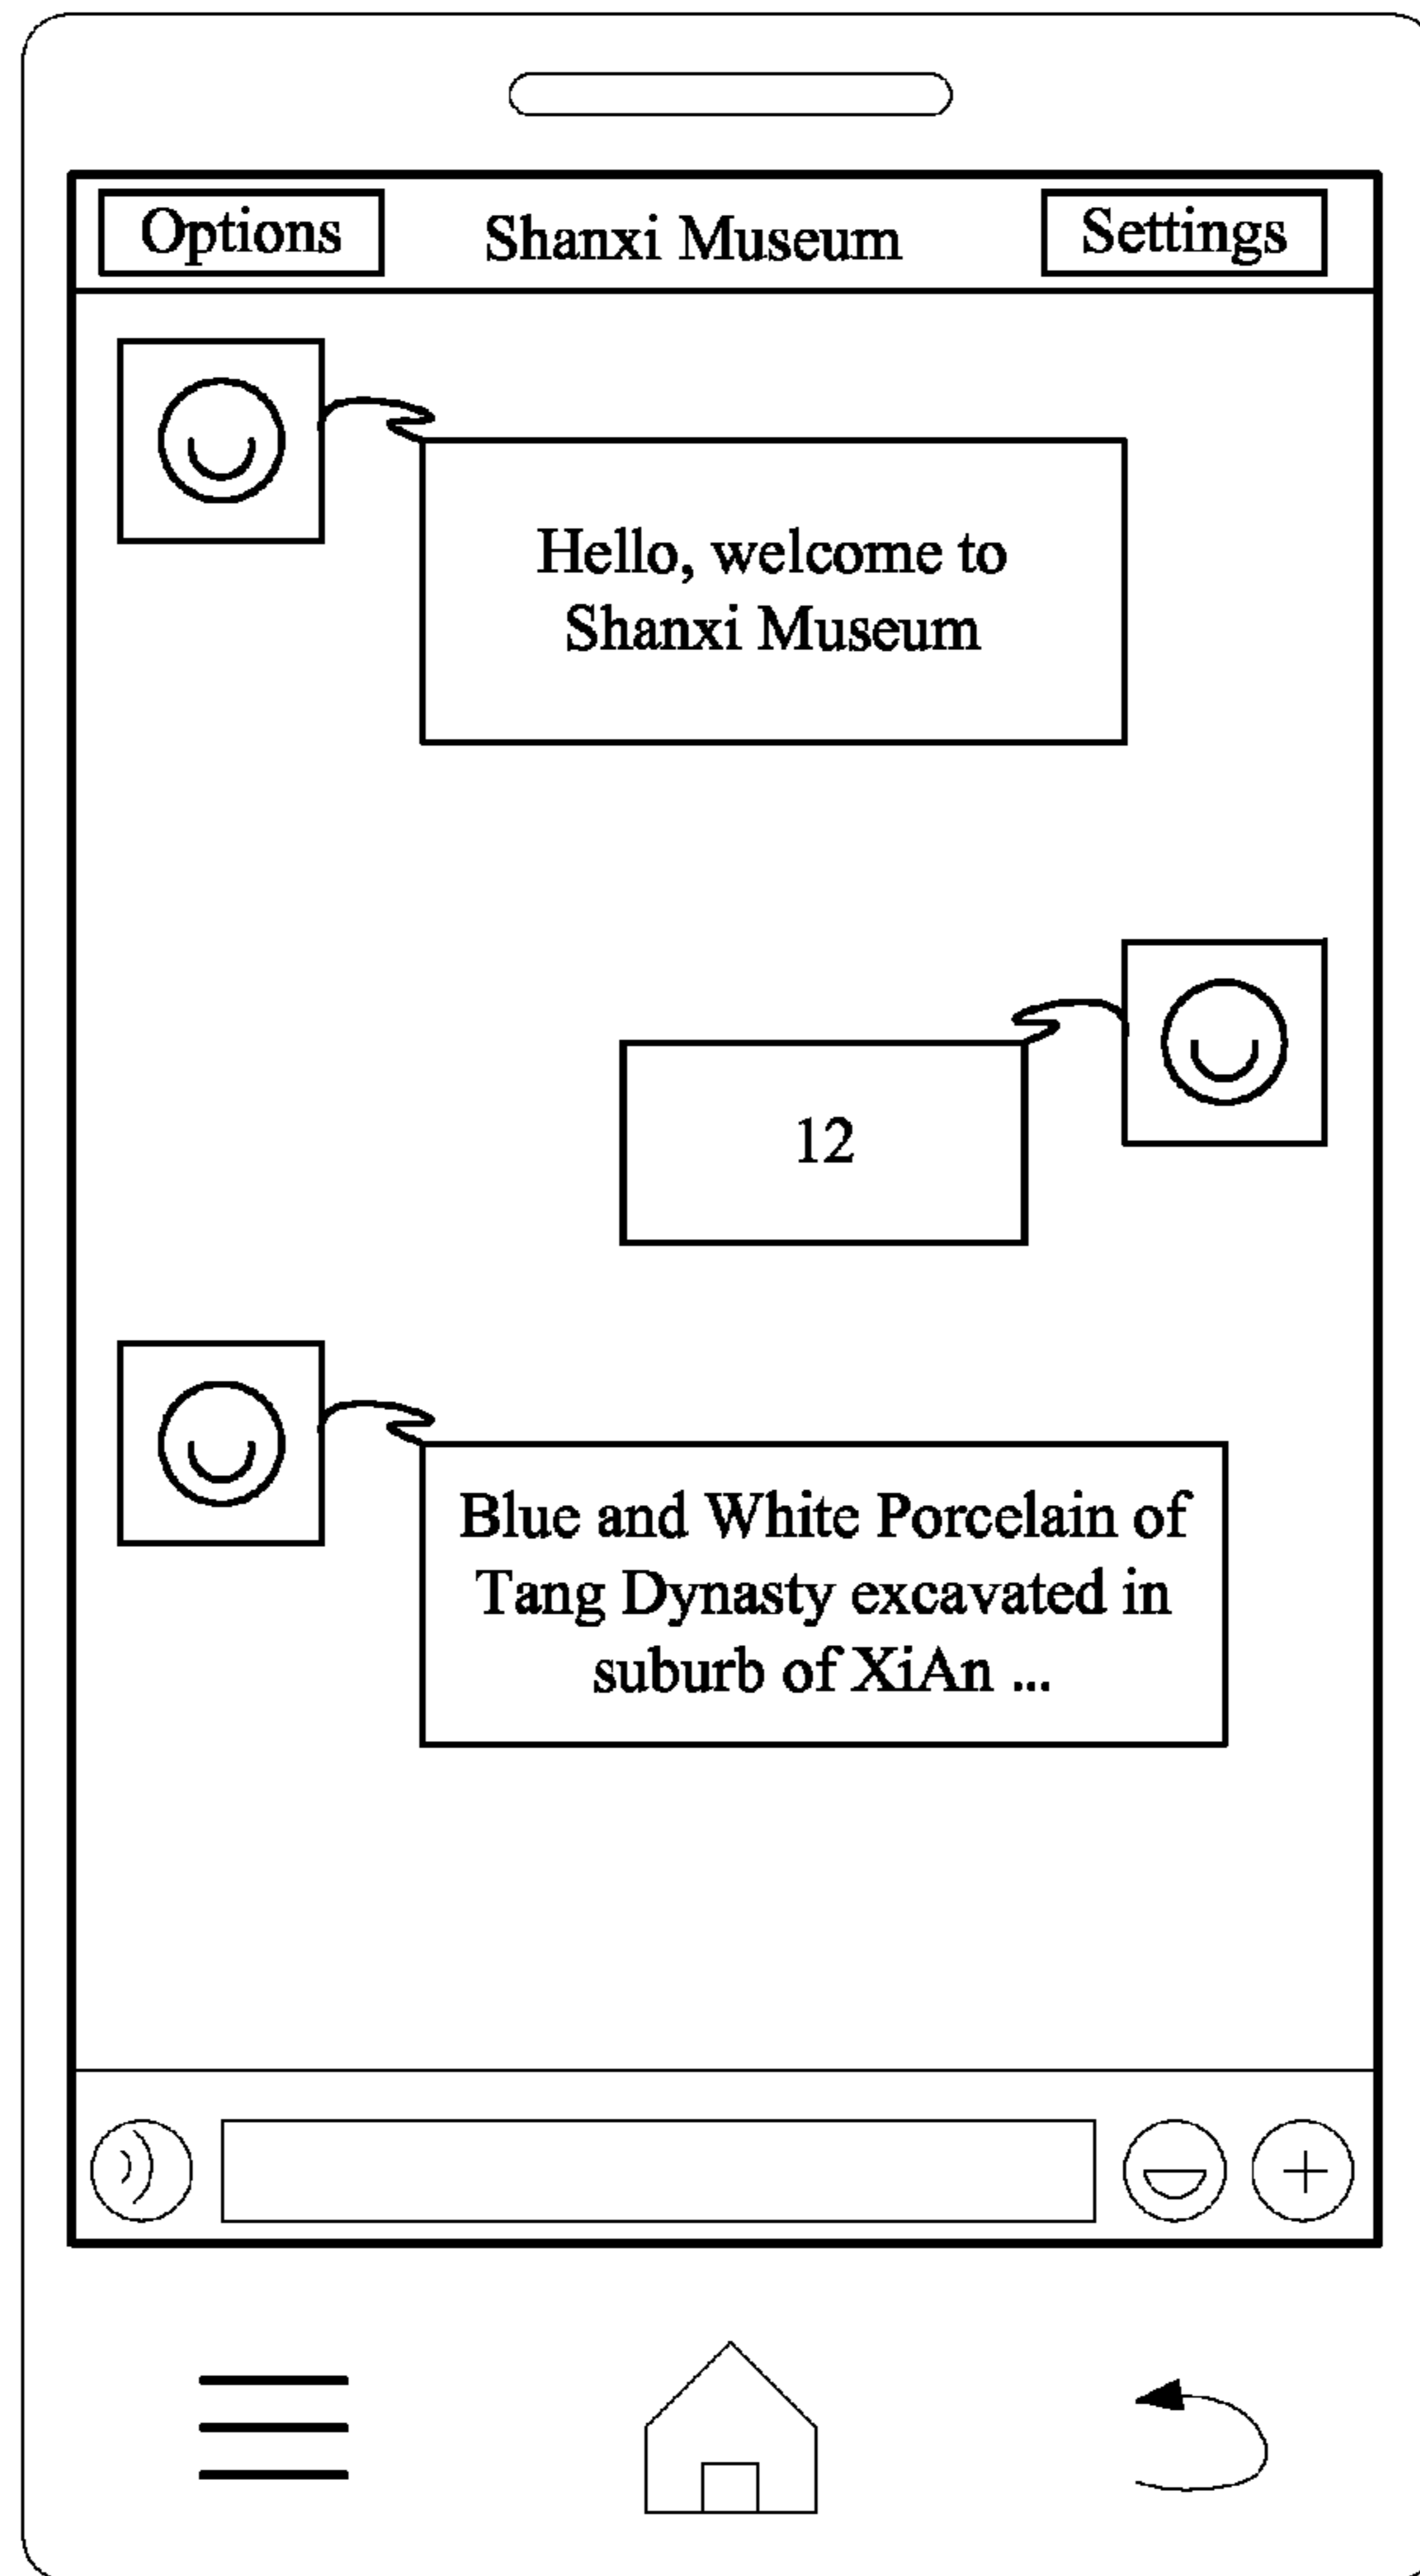 Options Shanxi Museum Settings
Hello, welcome to
Shanxi Museum
12
Blue and White Porcelain of
Tang Dynasty excavated in
suburb of XiAn ...